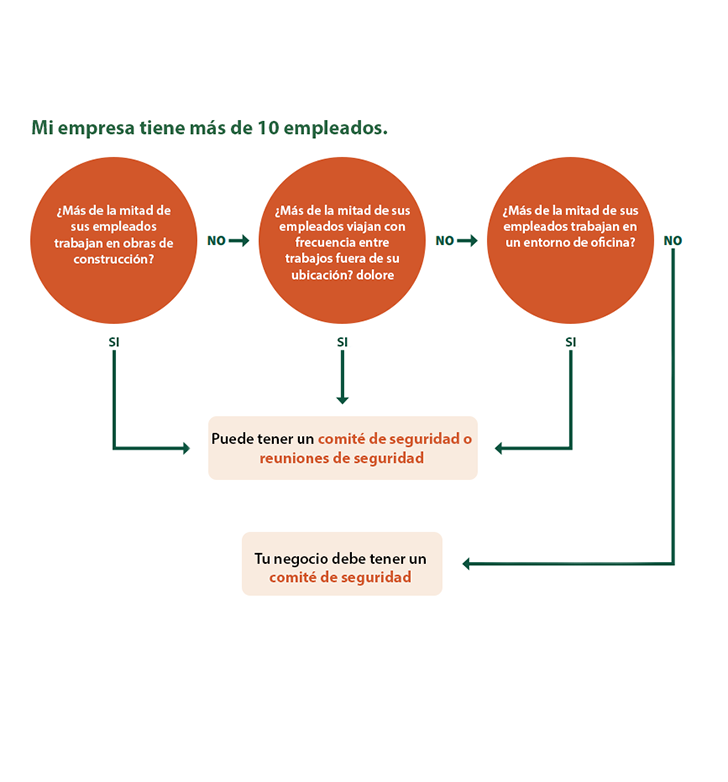 Mi empresa tiene más de 10 empleados.
¿Más de la mitad de
sus empleados
trabajan en obras de
construcción?
NO
¿Más de la mitad de sus
empleados viajan con
frecuencia entre
trabajos fuera de su
ubicación? dolore
NO
¿Más de la mitad de sus
empleados trabajan en
un entorno de oficina?
NO
SI
SI
SI
Puede tener un comité de seguridad o
reuniones de seguridad
Tu negocio debe tener un
comité de seguridad